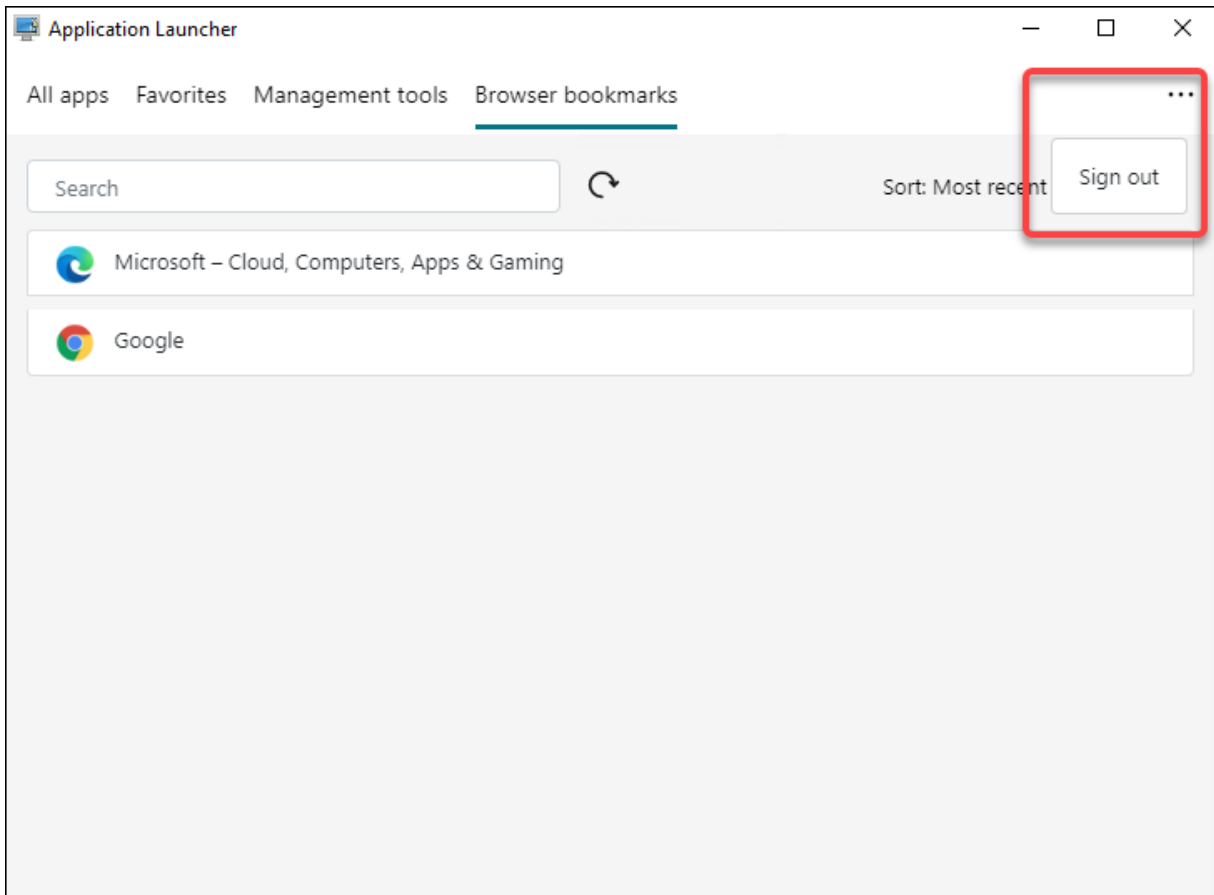 Application Launcher
All apps Favorites Management tools Browser bookmarks ...
Search Sort: Most recent Sign out
Microsoft – Cloud, Computers, Apps & Gaming
Google